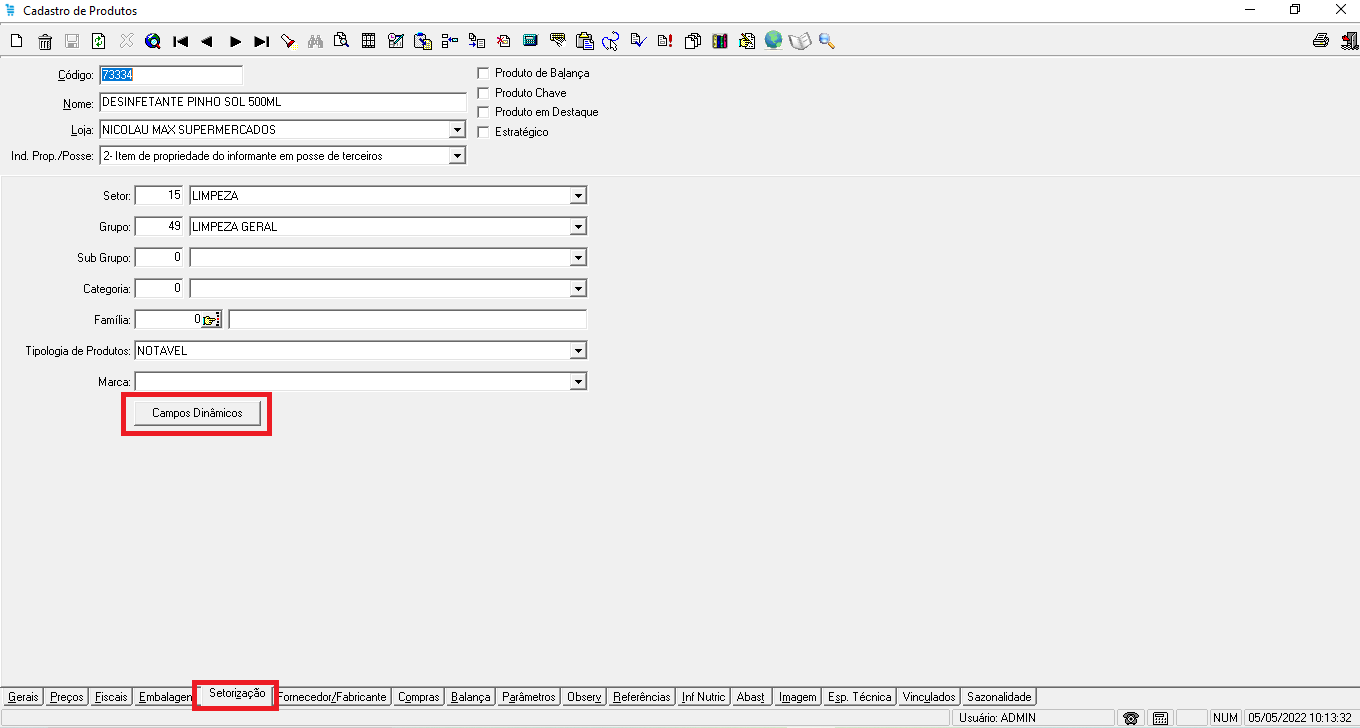 Cadastro de Produtos
Código: 73334
Produto de Balança
Nome: DESINFETANTE PINHO SOL 500ML
Produto Chave
Produto em Destaque
Loja: NICOLAU MAX SUPERMERCADOS
Estratégico
Ind. Prop./Posse: 2- Item de propriedade do informante em posse de terceiros
Setor: 15 LIMPEZA
Grupo: 49 LIMPEZA GERAL
Sub Grupo: 0
Categoria: 0
Família: 0
Tipologia de Produtos: NOTAVEL
Marca:
Campos Dinâmicos
Gerais Preços Fiscais Embalagen Setorização Fornecedor/Fabricante Compras Balança Parâmetros Observ Referências Inf Nutric Abast Imagem Esp. Técnica Vinculados Sazonalidade
Usuário: ADMIN NUM 05/05/2022 10:13:32